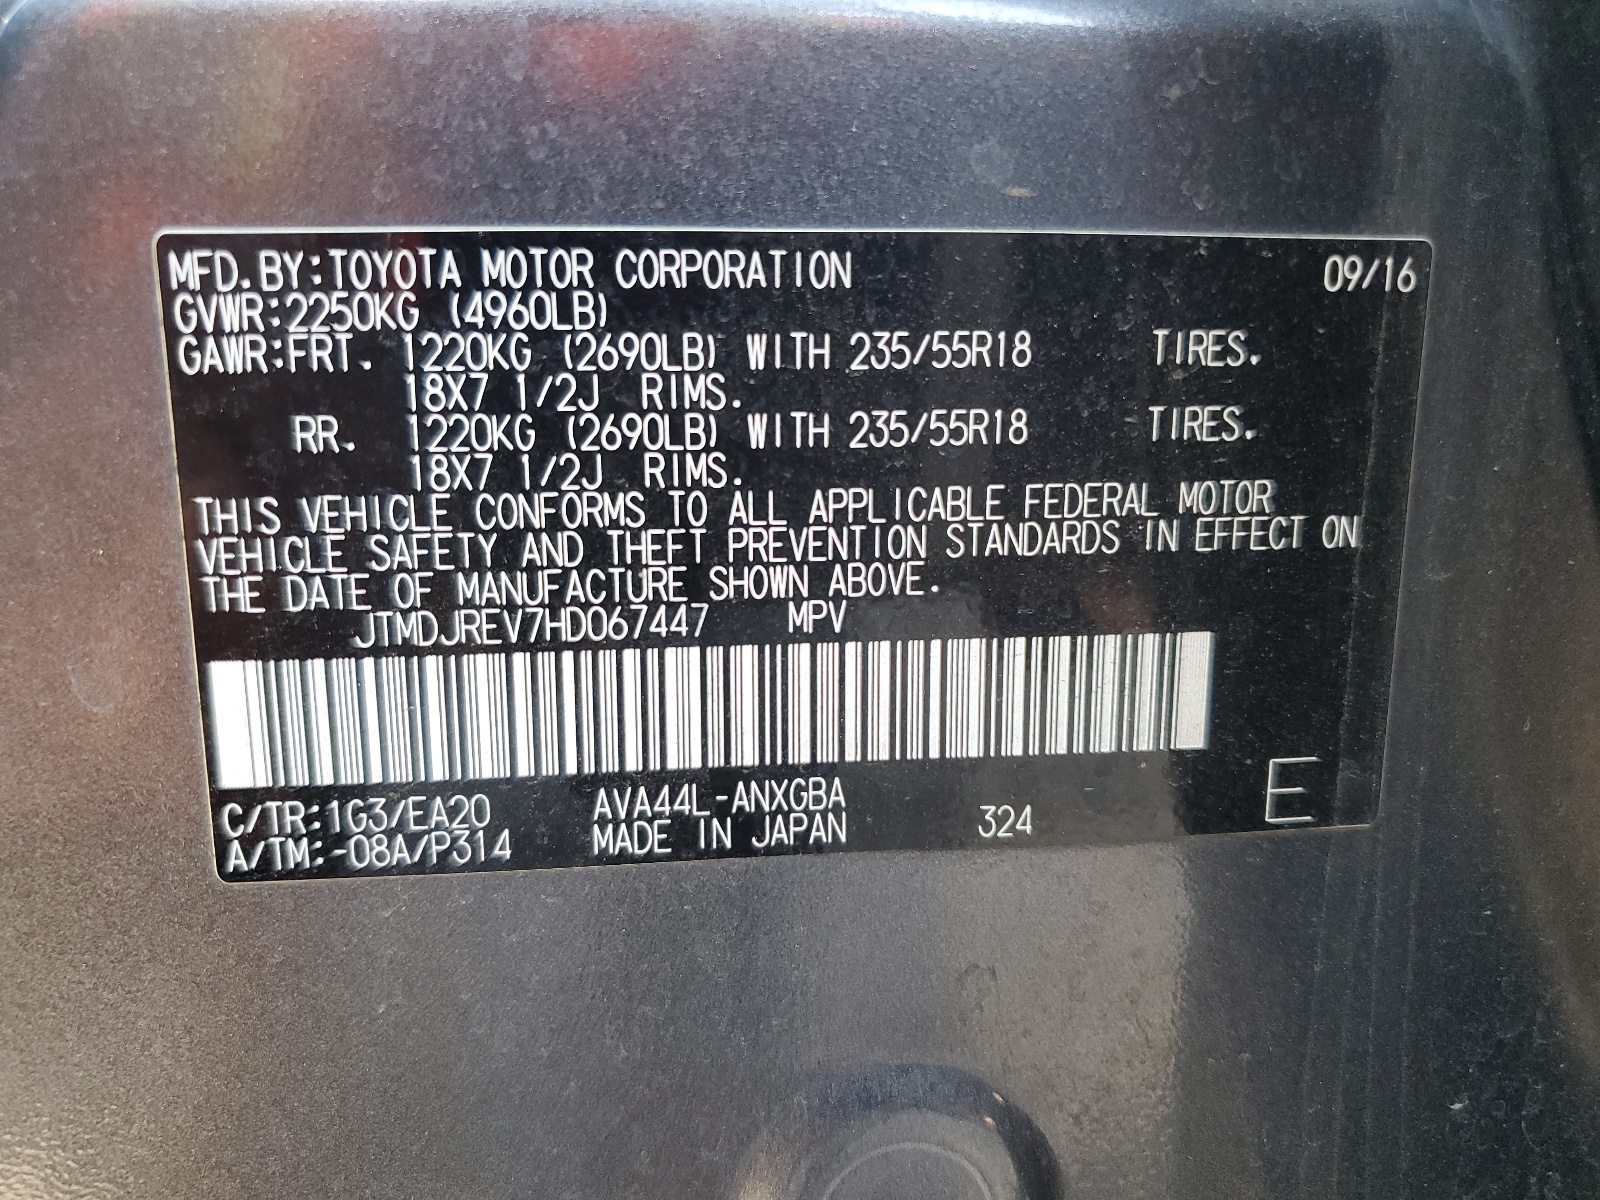 MFD.BY:TOYOTA MOTOR CORPORATION 09/16
GVWR:2250KG (4960LB)
GAWR:FRT. 1220KG (2690LB) WITH 235/55R18 TIRES.
18X7 1/2J RIMS.
RR. 1220KG (2690LB) WITH 235/55R18 TIRES.
18X7 1/2J RIMS.
THIS VEHICLE CONFORMS TO ALL APPLICABLE FEDERAL MOTOR
VEHICLE SAFETY AND THEFT PREVENTION STANDARDS IN EFFECT ON
THE DATE OF MANUFACTURE SHOWN ABOVE.
JTMDJREV7HD067447 MPV
C/TR:1G3/EA20 AVA44L-ANXGBA
A/TM:-08A/P314 MADE IN JAPAN 324 E